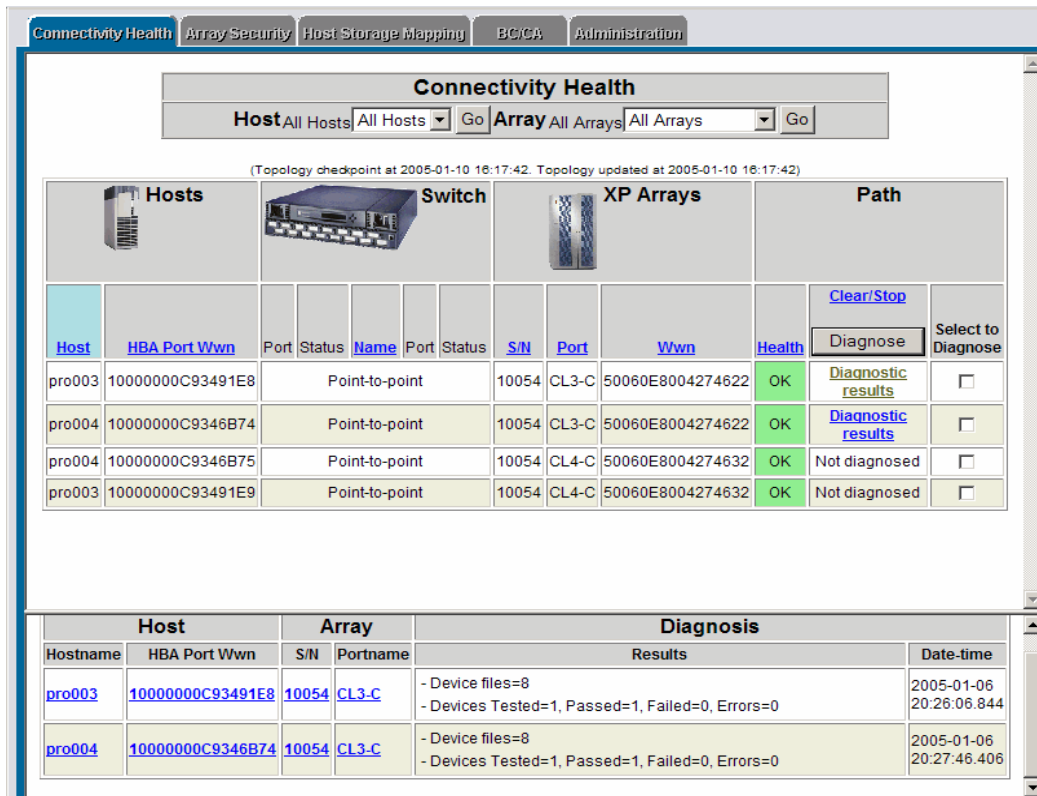 Connectivity Health Array Security Host Storage Mapping BC/CA Administration
Connectivity Health
Host All Hosts All Hosts Go Array All Arrays All Arrays Go
(Topology checkpoint at 2005-01-10 16:17:42. Topology updated at 2005-01-10 16:17:42)
Hosts Switch XP Arrays Path
Clear/Stop
Host HBA Port Wwn Port Status Name Port Status S/N Port Wwn Health Diagnose Select to Diagnose
pro003 10000000C93491E8 Point-to-point 10054 CL3-C 50060E8004274622 OK Diagnostic results
pro004 10000000C9346B74 Point-to-point 10054 CL3-C 50060E8004274622 OK Diagnostic results
pro004 10000000C9346B75 Point-to-point 10054 CL4-C 50060E8004274632 OK Not diagnosed
pro003 10000000C93491E9 Point-to-point 10054 CL4-C 50060E8004274632 OK Not diagnosed
Host Array Diagnosis
Hostname HBA Port Wwn S/N Portname Results Date-time
pro003 10000000C93491E8 10054 CL3-C - Device files=8
- Devices Tested=1, Passed=1, Failed=0, Errors=0 2005-01-06 20:26:06.844
pro004 10000000C9346B74 10054 CL3-C - Device files=8
- Devices Tested=1, Passed=1, Failed=0, Errors=0 2005-01-06 20:27:46.406